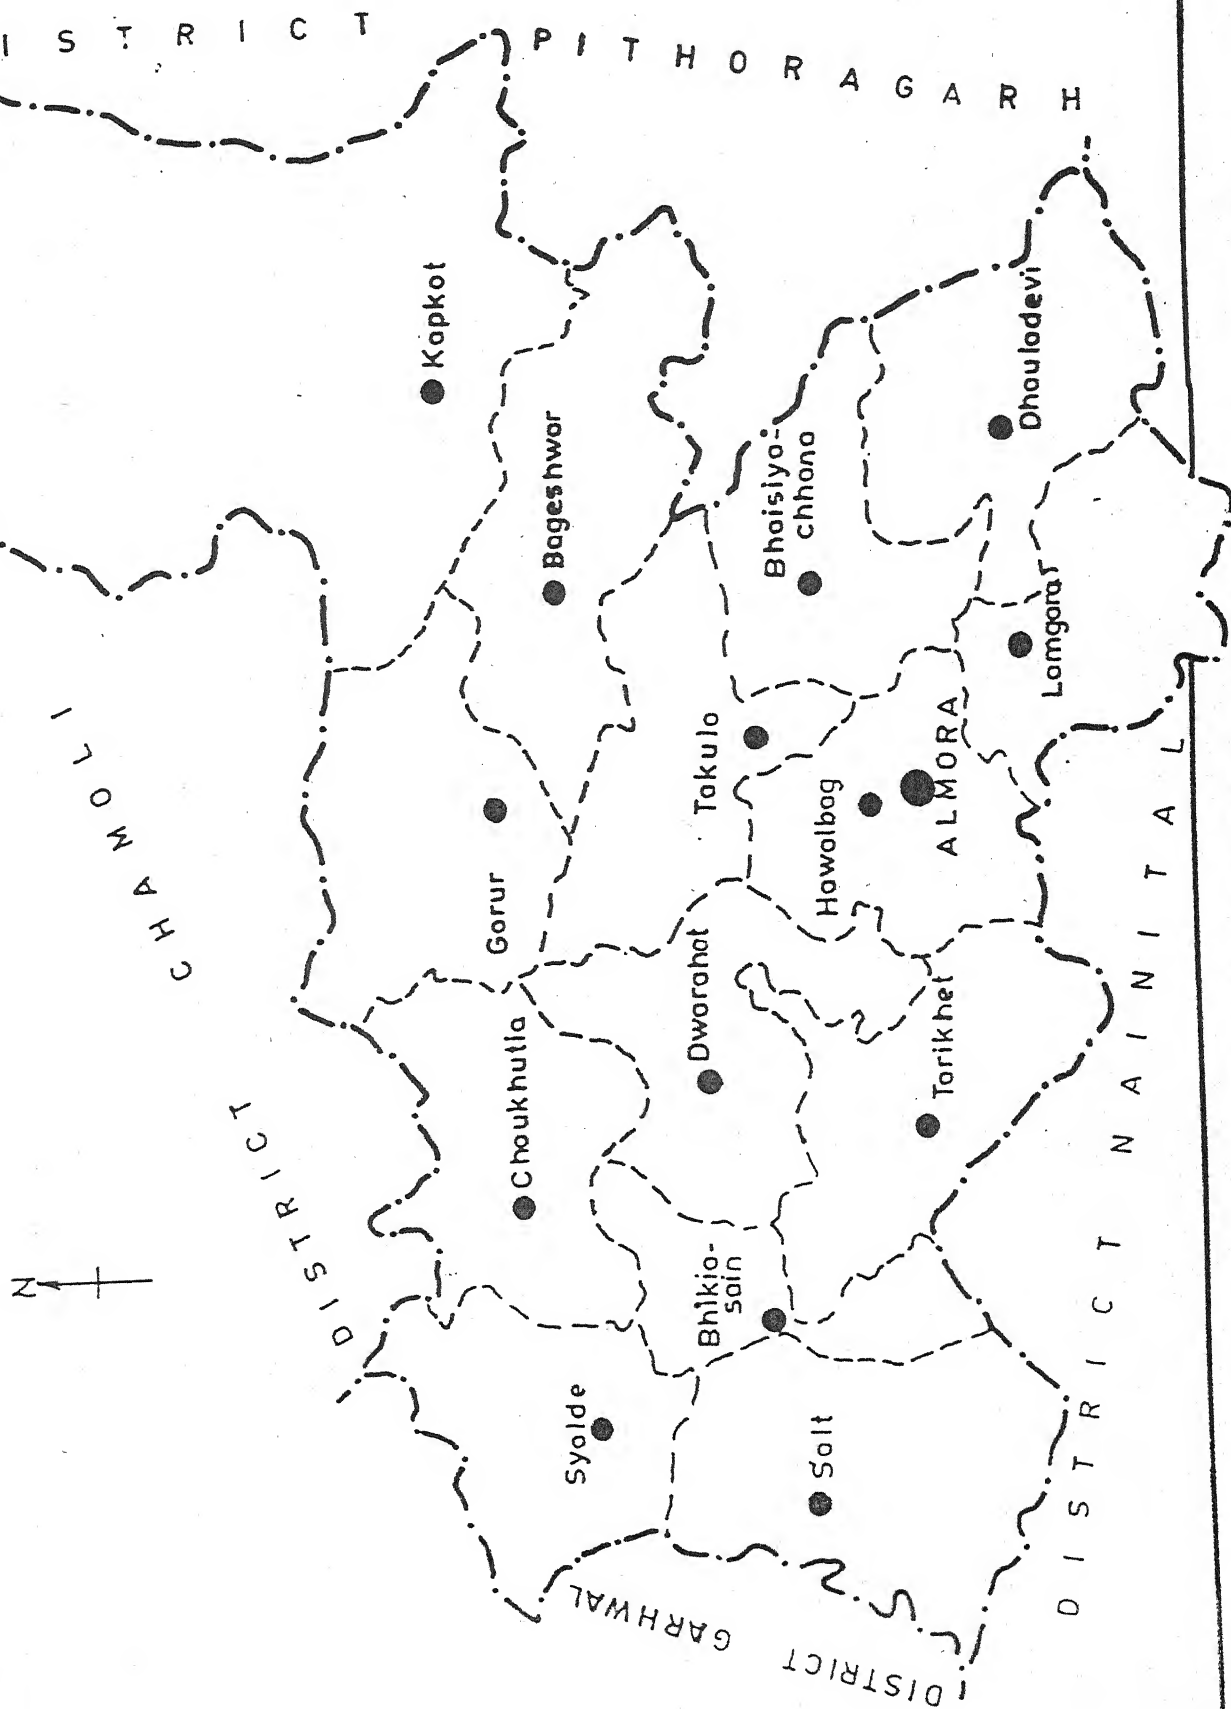 N
DISTRICT CHAMOLI
DISTRICT PITHORAGARH
Kapkot
Bageshwar
Garur
Choukhutia
Syalde
Bhikia-
sain
Dwarahat
Takula
Bhaisiya-
chhana
Hawalbag
ALMORA
Dhauladevi
Lamgara
Tarikhet
Salt
DISTRICT GARHWAL
DISTRICT NAINITAL